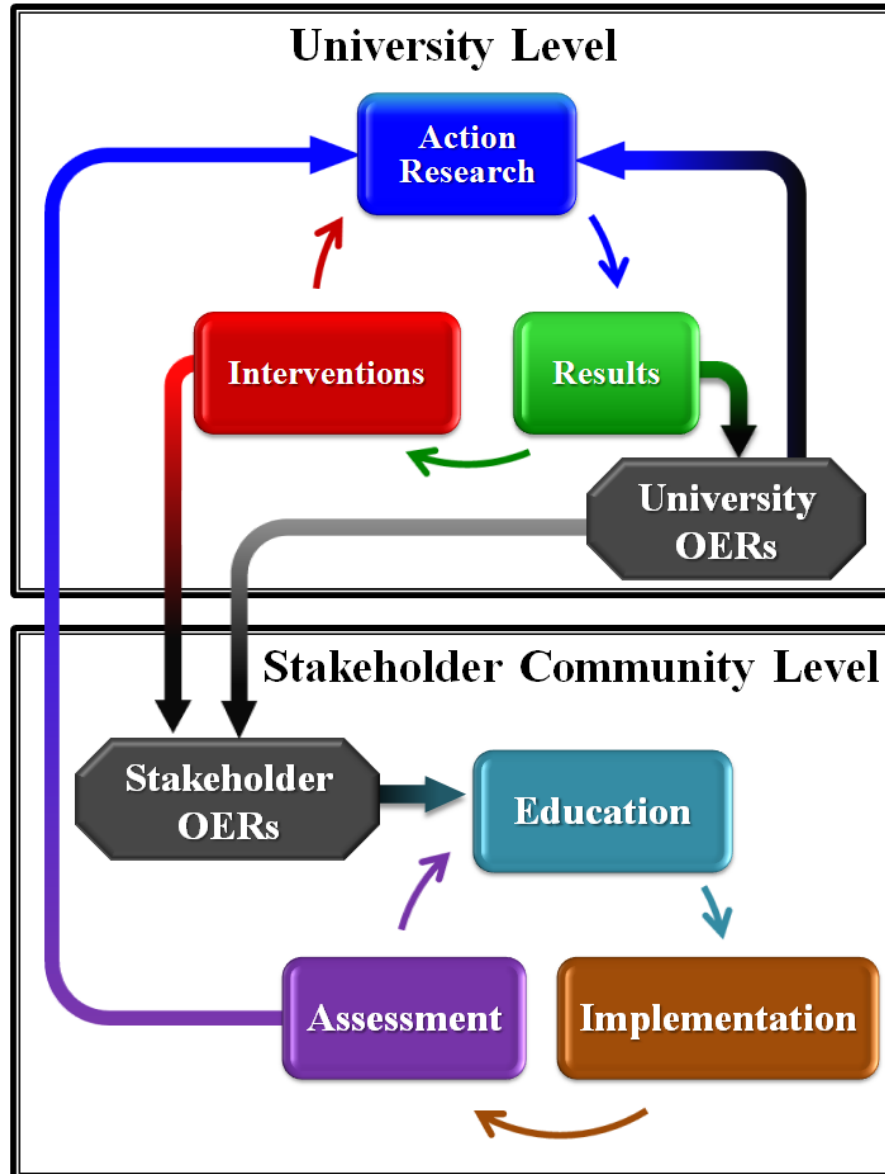 University Level
Action
Research
Interventions
Results
University
OERs
Stakeholder Community Level
Stakeholder
OERs
Education
Assessment
Implementation